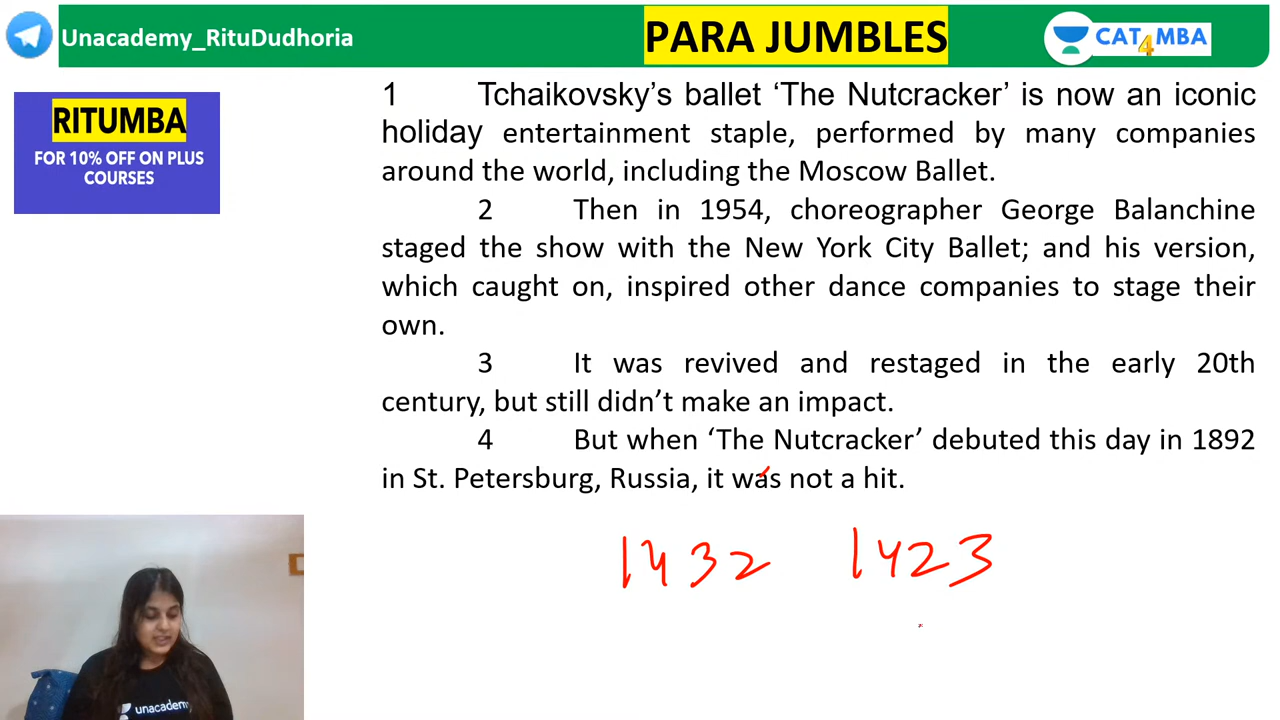 Unacademy_RituDudhoria
PARA JUMBLES
CAT4MBA
RITUMBA
FOR 10% OFF ON PLUS
COURSES
1 Tchaikovsky’s ballet ‘The Nutcracker’ is now an iconic
holiday entertainment staple, performed by many companies
around the world, including the Moscow Ballet.
2 Then in 1954, choreographer George Balanchine
staged the show with the New York City Ballet; and his version,
which caught on, inspired other dance companies to stage their
own.
3 It was revived and restaged in the early 20th
century, but still didn’t make an impact.
4 But when ‘The Nutcracker’ debuted this day in 1892
in St. Petersburg, Russia, it was not a hit.
1432 1423
unacademy